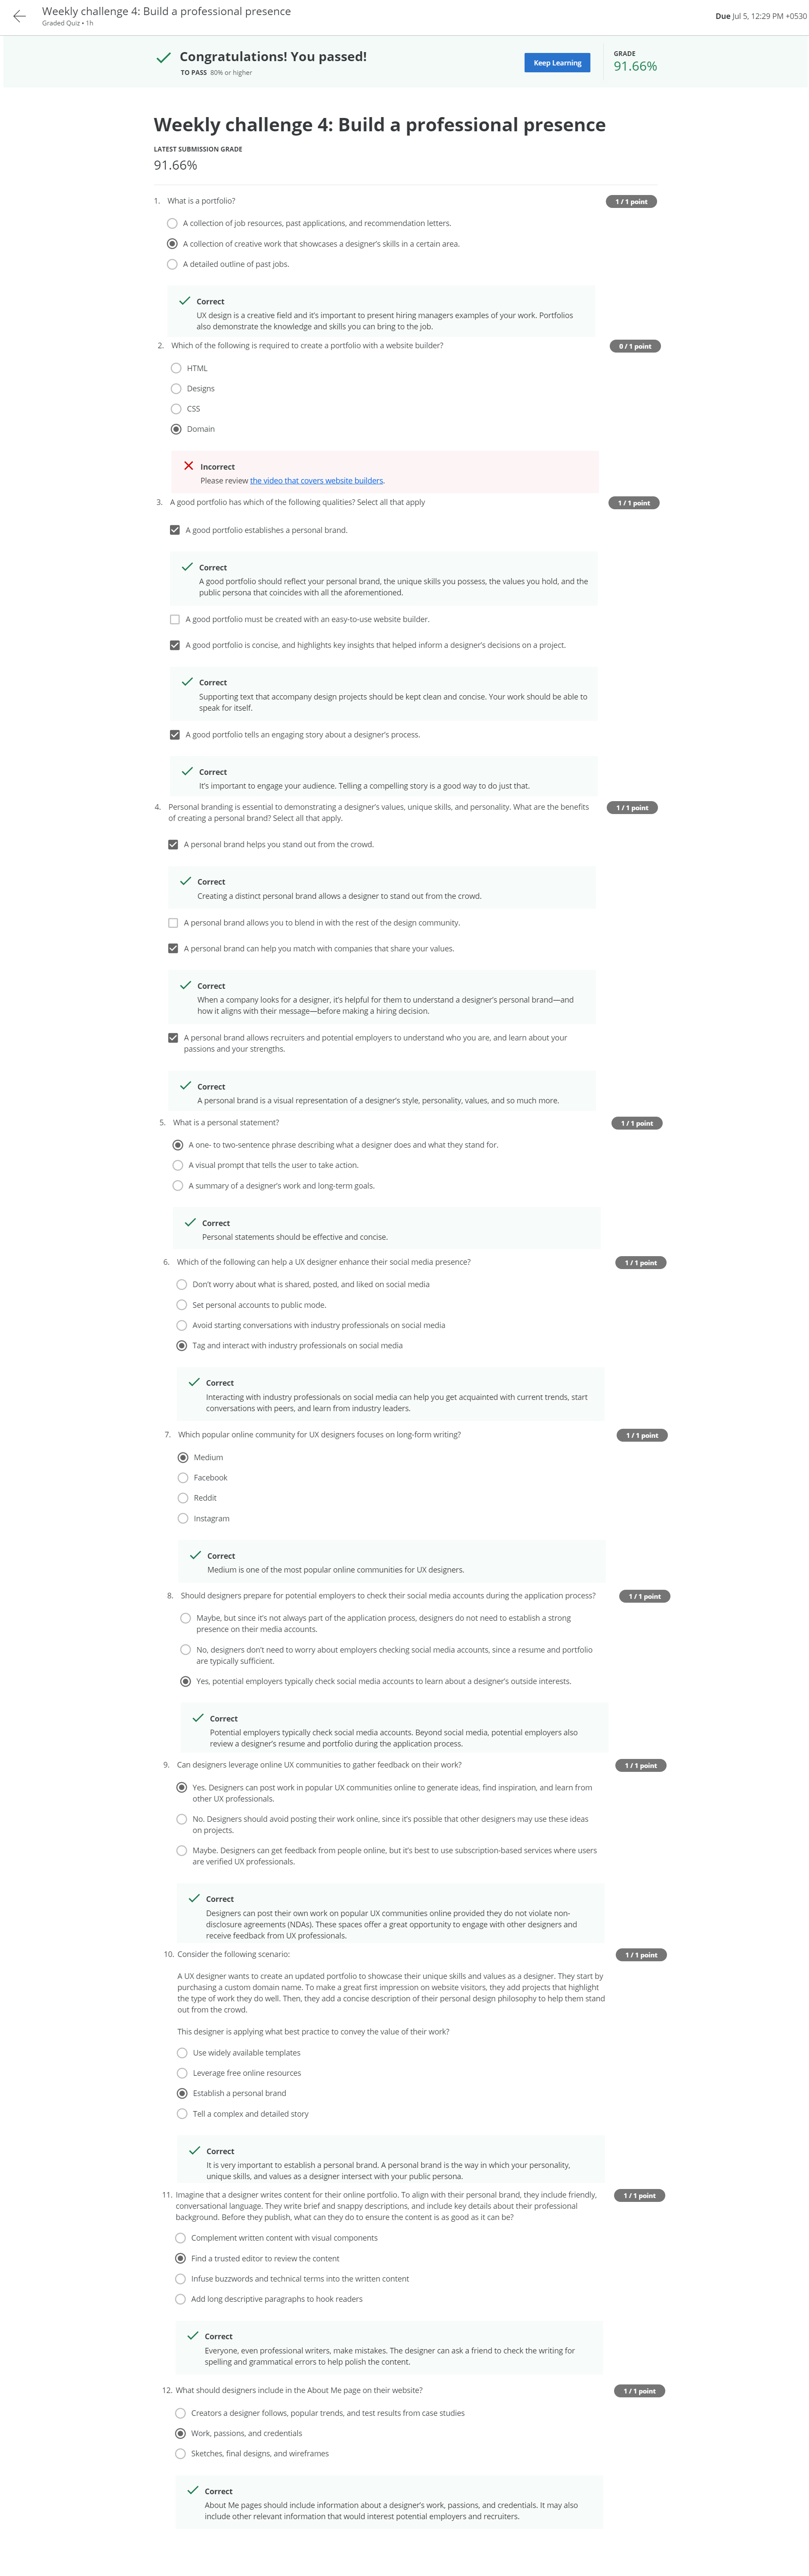 Weekly challenge 4: Build a professional presence
Graded Quiz • 1h
Due Jul 5, 12:29 PM +0530
Congratulations! You passed!
TO PASS 80% or higher
Keep Learning
GRADE
91.66%
Weekly challenge 4: Build a professional presence
LATEST SUBMISSION GRADE
91.66%
1. What is a portfolio?
1 / 1 point
A collection of job resources, past applications, and recommendation letters.
A collection of creative work that showcases a designer's skills in a certain area.
A detailed outline of past jobs.
Correct
UX design is a creative field and it's important to present hiring managers examples of your work. Portfolios
also demonstrate the knowledge and skills you can bring to the job.
2. Which of the following is required to create a portfolio with a website builder?
0 / 1 point
HTML
Designs
CSS
Domain
Incorrect
Please review the video that covers website builders.
3. A good portfolio has which of the following qualities? Select all that apply
1 / 1 point
A good portfolio establishes a personal brand.
Correct
A good portfolio should reflect your personal brand, the unique skills you possess, the values you hold, and the
public persona that coincides with all the aforementioned.
A good portfolio must be created with an easy-to-use website builder.
A good portfolio is concise, and highlights key insights that helped inform a designer's decisions on a project.
Correct
Supporting text that accompany design projects should be kept clean and concise. Your work should be able to
speak for itself.
A good portfolio tells an engaging story about a designer's process.
Correct
It's important to engage your audience. Telling a compelling story is a good way to do just that.
4. Personal branding is essential to demonstrating a designer's values, unique skills, and personality. What are the benefits
of creating a personal brand? Select all that apply.
1 / 1 point
A personal brand helps you stand out from the crowd.
Correct
Creating a distinct personal brand allows a designer to stand out from the crowd.
A personal brand allows you to blend in with the rest of the design community.
A personal brand can help you match with companies that share your values.
Correct
When a company looks for a designer, it's helpful for them to understand a designer's personal brand—and
how it aligns with their message—before making a hiring decision.
A personal brand allows recruiters and potential employers to understand who you are, and learn about your
passions and your strengths.
Correct
A personal brand is a visual representation of a designer's style, personality, values, and so much more.
5. What is a personal statement?
1 / 1 point
A one- to two-sentence phrase describing what a designer does and what they stand for.
A visual prompt that tells the user to take action.
A summary of a designer's work and long-term goals.
Correct
Personal statements should be effective and concise.
6. Which of the following can help a UX designer enhance their social media presence?
1 / 1 point
Don't worry about what is shared, posted, and liked on social media
Set personal accounts to public mode.
Avoid starting conversations with industry professionals on social media
Tag and interact with industry professionals on social media
Correct
Interacting with industry professionals on social media can help you get acquainted with current trends, start
conversations with peers, and learn from industry leaders.
7. Which popular online community for UX designers focuses on long-form writing?
1 / 1 point
Medium
Facebook
Reddit
Instagram
Correct
Medium is one of the most popular online communities for UX designers.
8. Should designers prepare for potential employers to check their social media accounts during the application process?
1 / 1 point
Maybe, but since it's not always part of the application process, designers do not need to establish a strong
presence on their media accounts.
No, designers don't need to worry about employers checking social media accounts, since a resume and portfolio
are typically sufficient.
Yes, potential employers typically check social media accounts to learn about a designer's outside interests.
Correct
Potential employers typically check social media accounts. Beyond social media, potential employers also
review a designer's resume and portfolio during the application process.
9. Can designers leverage online UX communities to gather feedback on their work?
1 / 1 point
Yes. Designers can post work in popular UX communities online to generate ideas, find inspiration, and learn from
other UX professionals.
No. Designers should avoid posting their work online, since it's possible that other designers may use these ideas
on projects.
Maybe. Designers can get feedback from people online, but it's best to use subscription-based services where users
are verified UX professionals.
Correct
Designers can post their own work on popular UX communities online provided they do not violate non-
disclosure agreements (NDAs). These spaces offer a great opportunity to engage with other designers and
receive feedback from UX professionals.
10. Consider the following scenario:
1 / 1 point
A UX designer wants to create an updated portfolio to showcase their unique skills and values as a designer. They start by
purchasing a custom domain name. To make a great first impression on website visitors, they add projects that highlight
the type of work they do well. Then, they add a concise description of their personal design philosophy to help them stand
out from the crowd.
This designer is applying what best practice to convey the value of their work?
Use widely available templates
Leverage free online resources
Establish a personal brand
Tell a complex and detailed story
Correct
It is very important to establish a personal brand. A personal brand is the way in which your personality,
unique skills, and values as a designer intersect with your public persona.
11. Imagine that a designer writes content for their online portfolio. To align with their personal brand, they include friendly,
conversational language. They write brief and snappy descriptions, and include key details about their professional
background. Before they publish, what can they do to ensure the content is as good as it can be?
1 / 1 point
Complement written content with visual components
Find a trusted editor to review the content
Infuse buzzwords and technical terms into the written content
Add long descriptive paragraphs to hook readers
Correct
Everyone, even professional writers, make mistakes. The designer can ask a friend to check the writing for
spelling and grammatical errors to help polish the content.
12. What should designers include in the About Me page on their website?
1 / 1 point
Creators a designer follows, popular trends, and test results from case studies
Work, passions, and credentials
Sketches, final designs, and wireframes
Correct
About Me pages should include information about a designer's work, passions, and credentials. It may also
include other relevant information that would interest potential employers and recruiters.